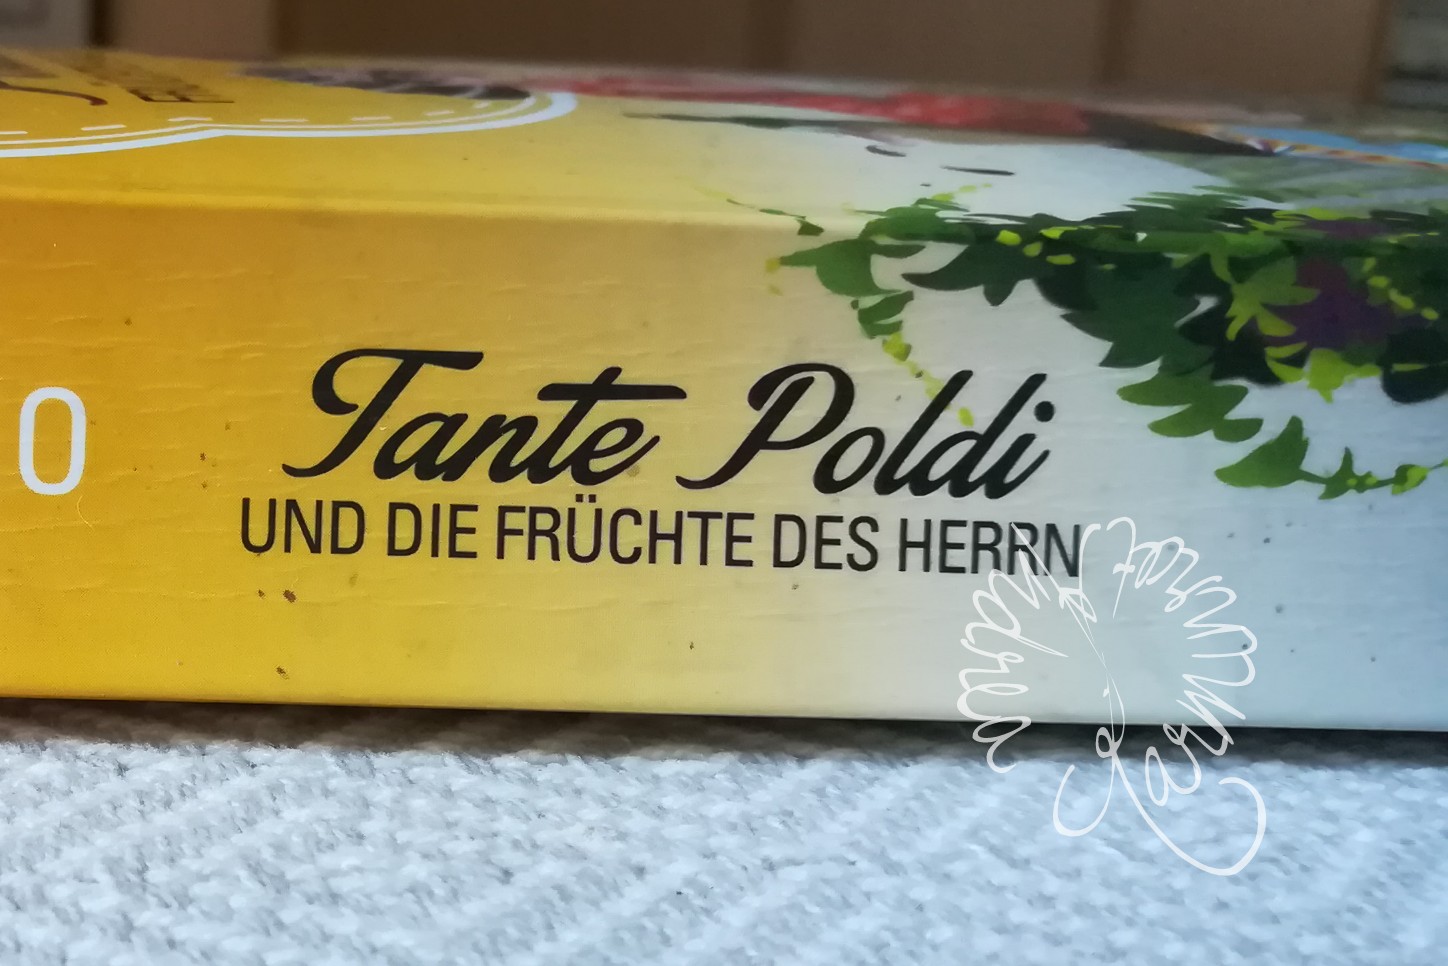 O
Tante Poldi
UND DIE FRÜCHTE DES HERRN